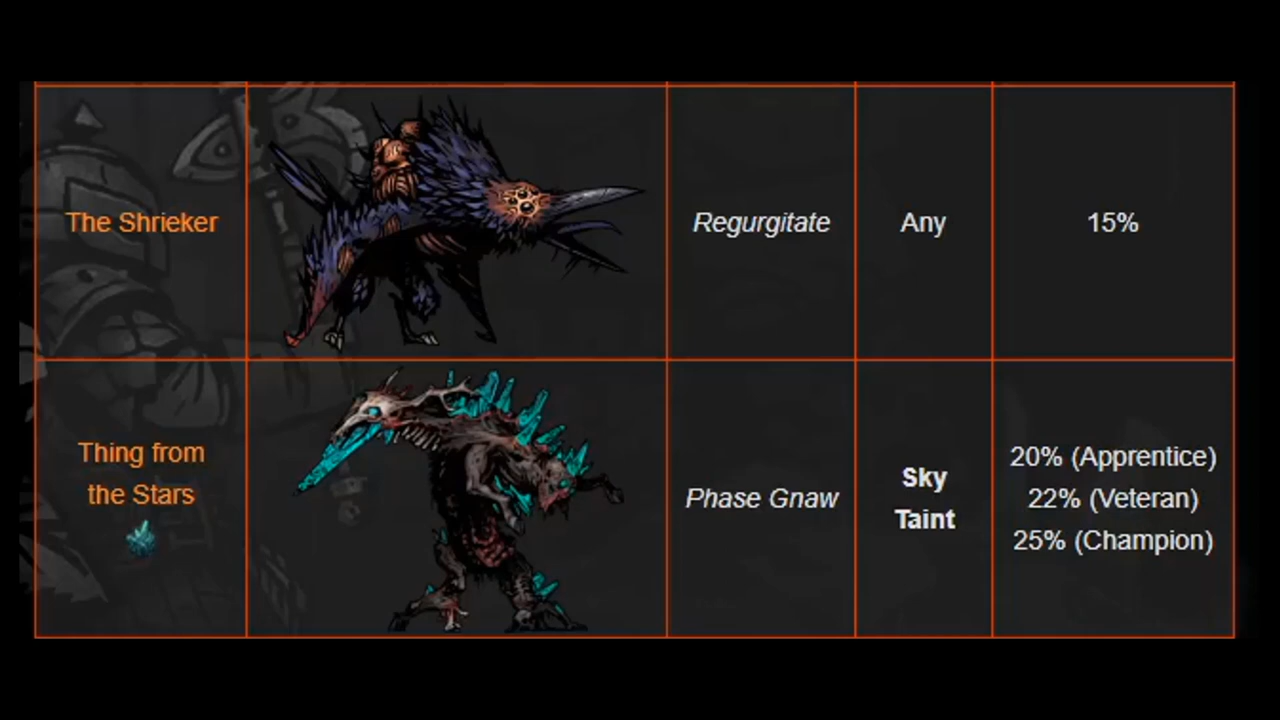 The Shrieker
Regurgitate
Any
15%
Thing from
the Stars
Phase Gnaw
Sky
Taint
20% (Apprentice)
22% (Veteran)
25% (Champion)